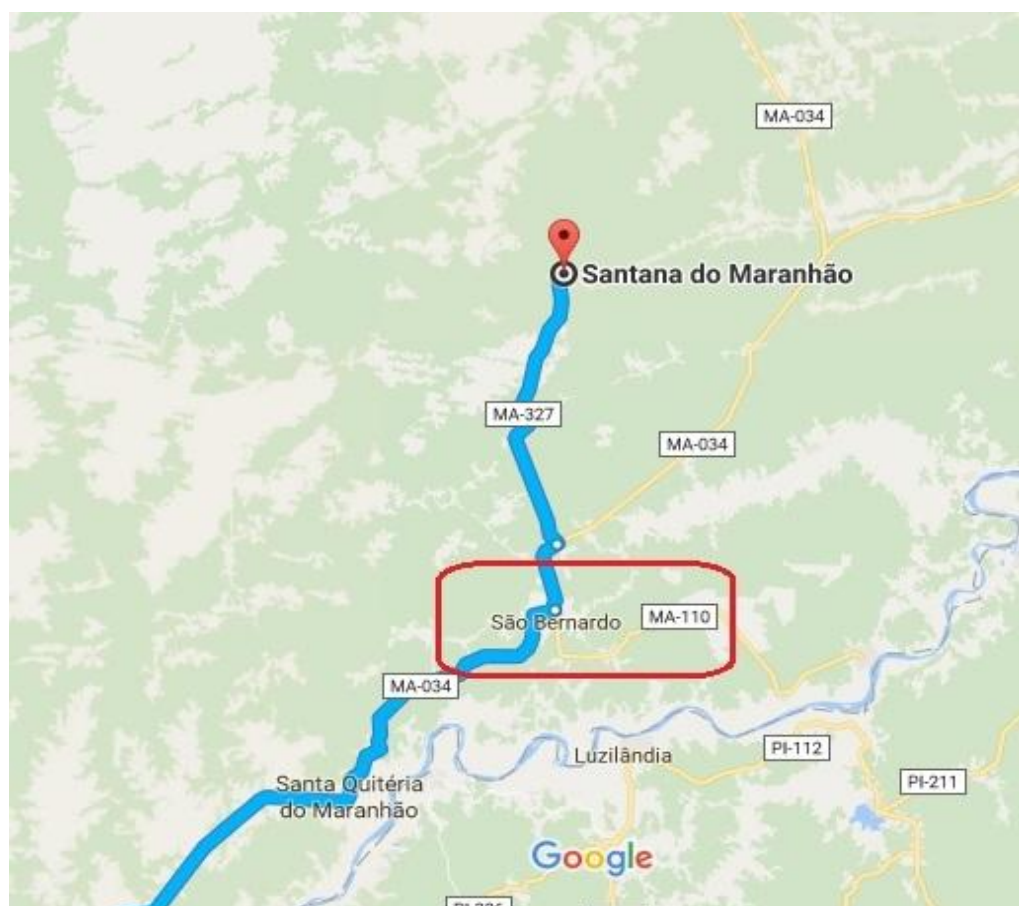 MA-034
Santana do Maranhão
MA-327
MA-034
São Bernardo
MA-110
MA-034
Luzilândia
PI-112
PI-211
Santa Quitéria
do Maranhão
Google